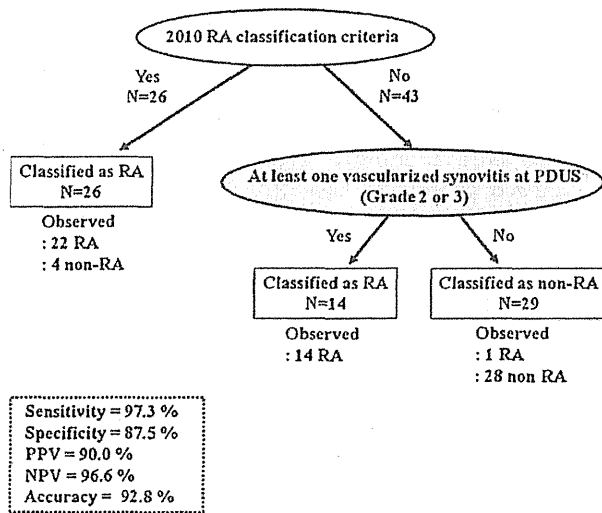 2010 RA classification criteria
Yes
N=26
No
N=43
Classified as RA
N=26
Observed
: 22 RA
: 4 non-RA
At least one vascularized synovitis at PDUS
(Grade 2 or 3)
Yes
No
Classified as RA
N=14
Observed
: 14 RA
Classified as non-RA
N=29
Observed
: 1 RA
: 28 non RA
Sensitivity = 97.3 %
Specificity = 87.5 %
PPV = 90.0 %
NPV = 96.6 %
Accuracy = 92.8 %